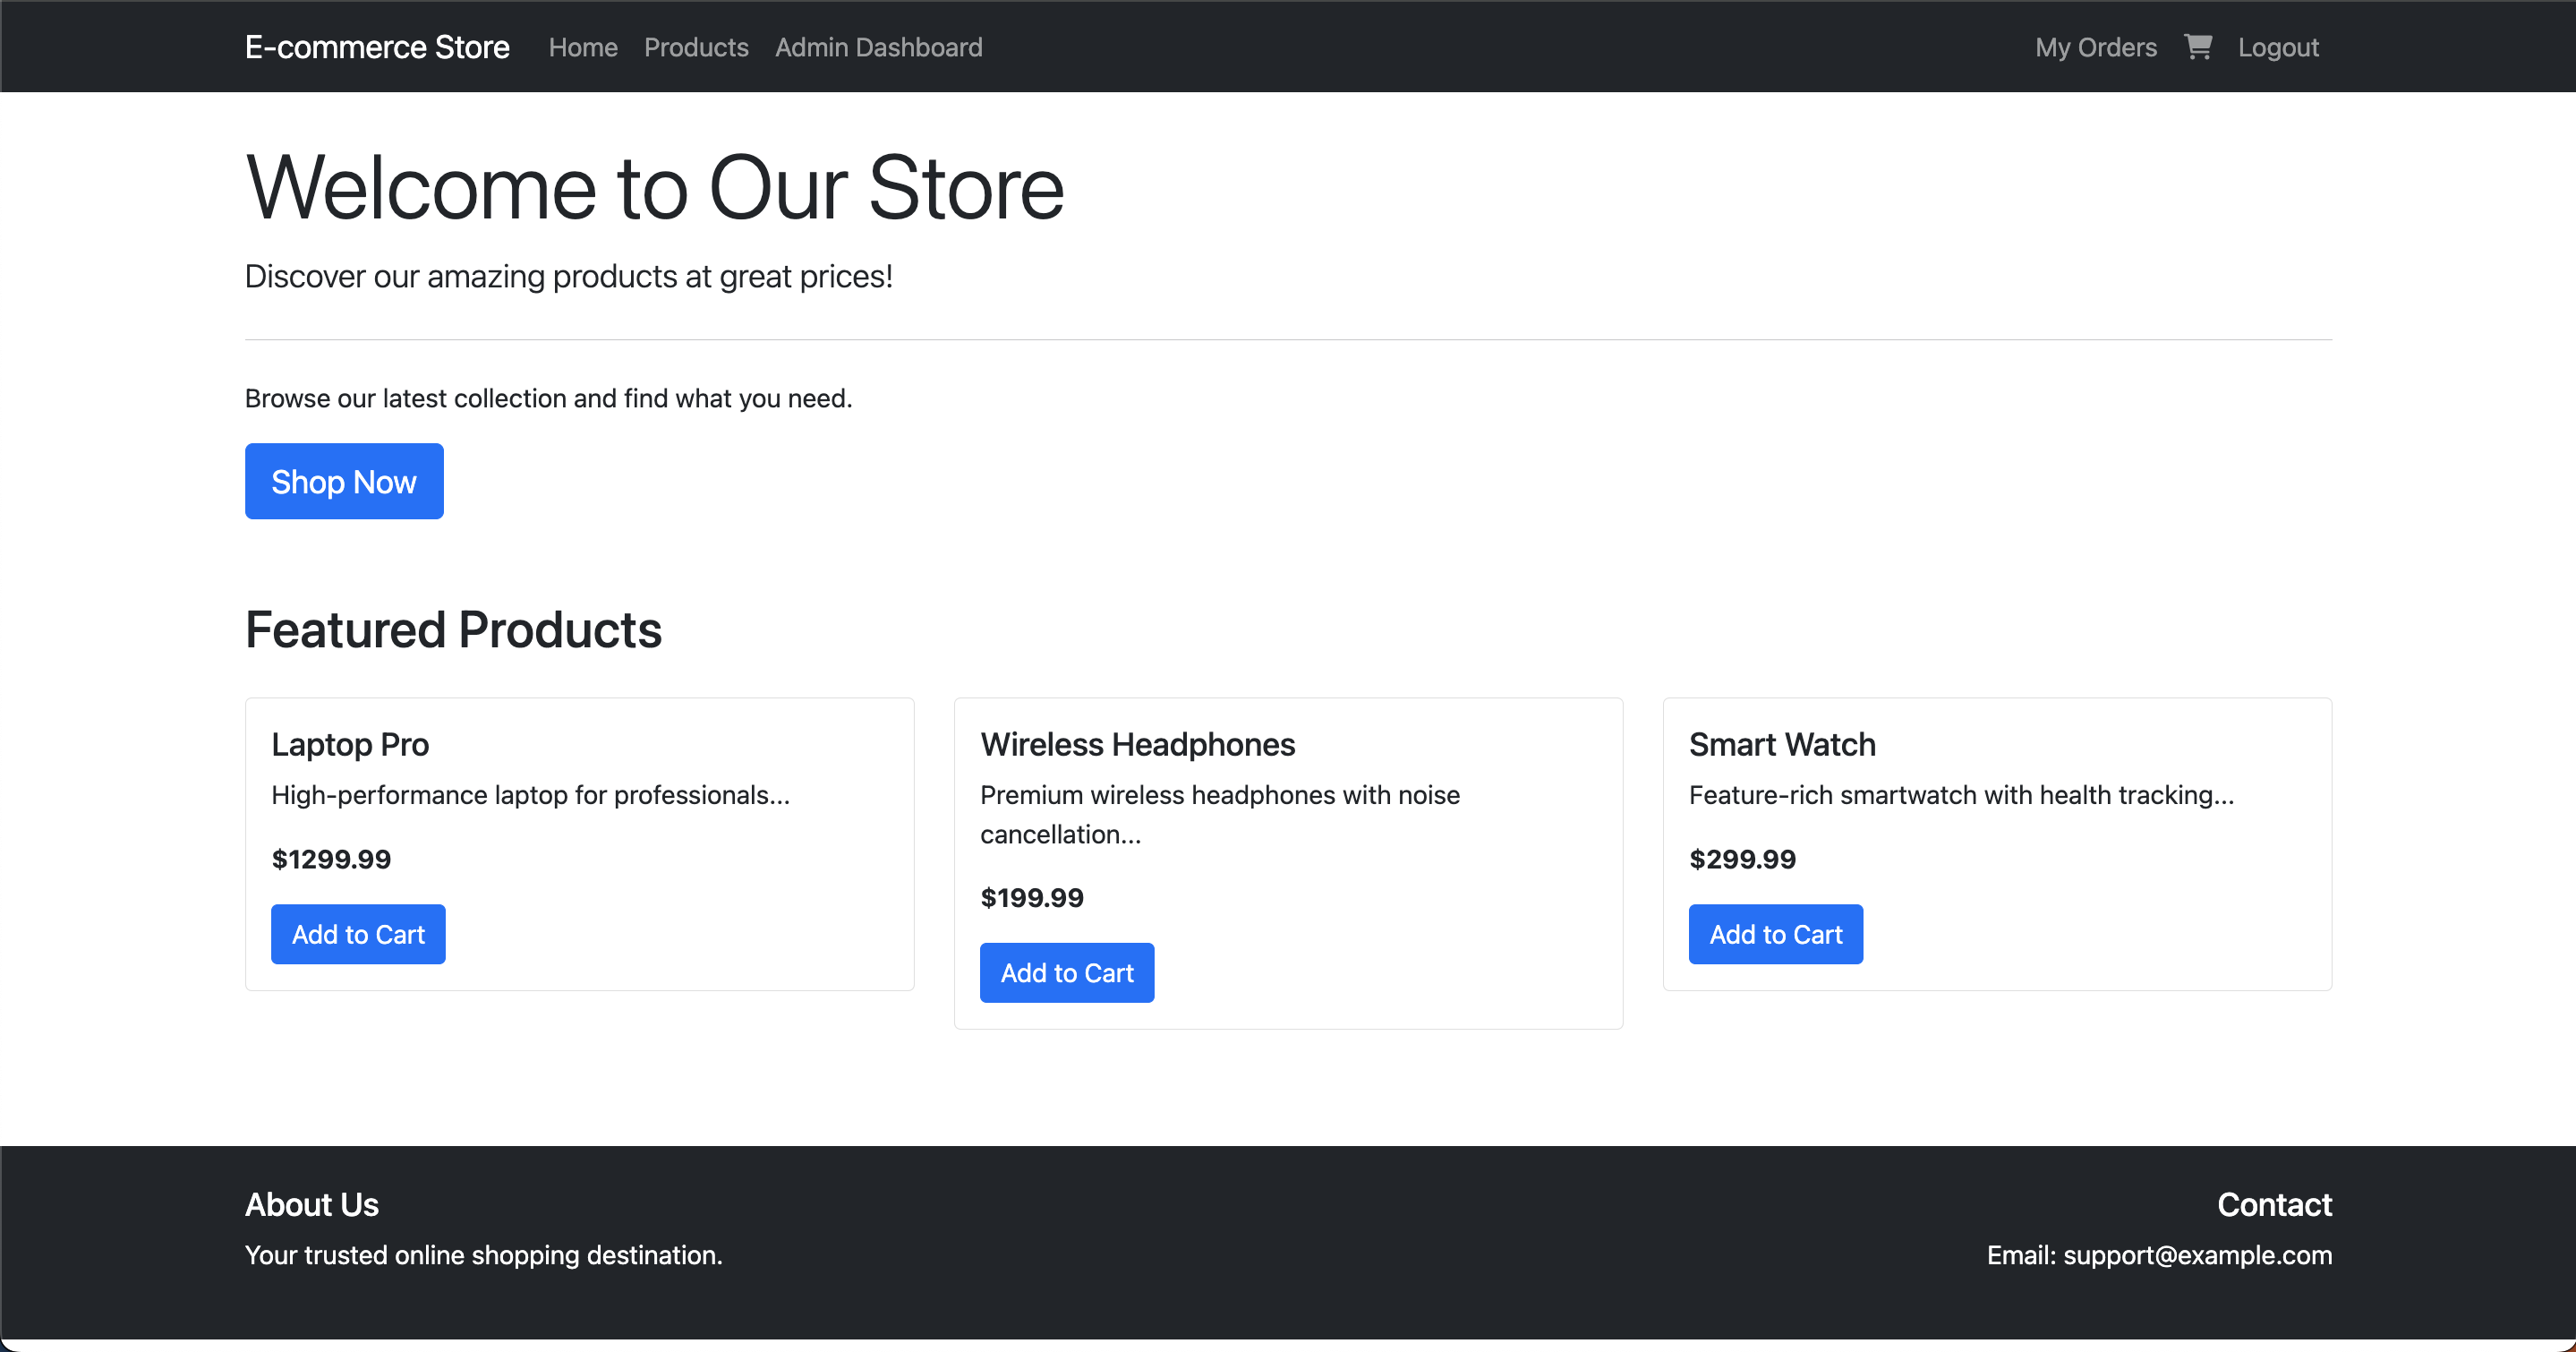 E-commerce Store Home Products Admin Dashboard My Orders Logout
Welcome to Our Store
Discover our amazing products at great prices!
Browse our latest collection and find what you need.
Shop Now
Featured Products
Laptop Pro
High-performance laptop for professionals...
$1299.99
Add to Cart
Wireless Headphones
Premium wireless headphones with noise
cancellation...
$199.99
Add to Cart
Smart Watch
Feature-rich smartwatch with health tracking...
$299.99
Add to Cart
About Us
Your trusted online shopping destination.
Contact
Email: support@example.com